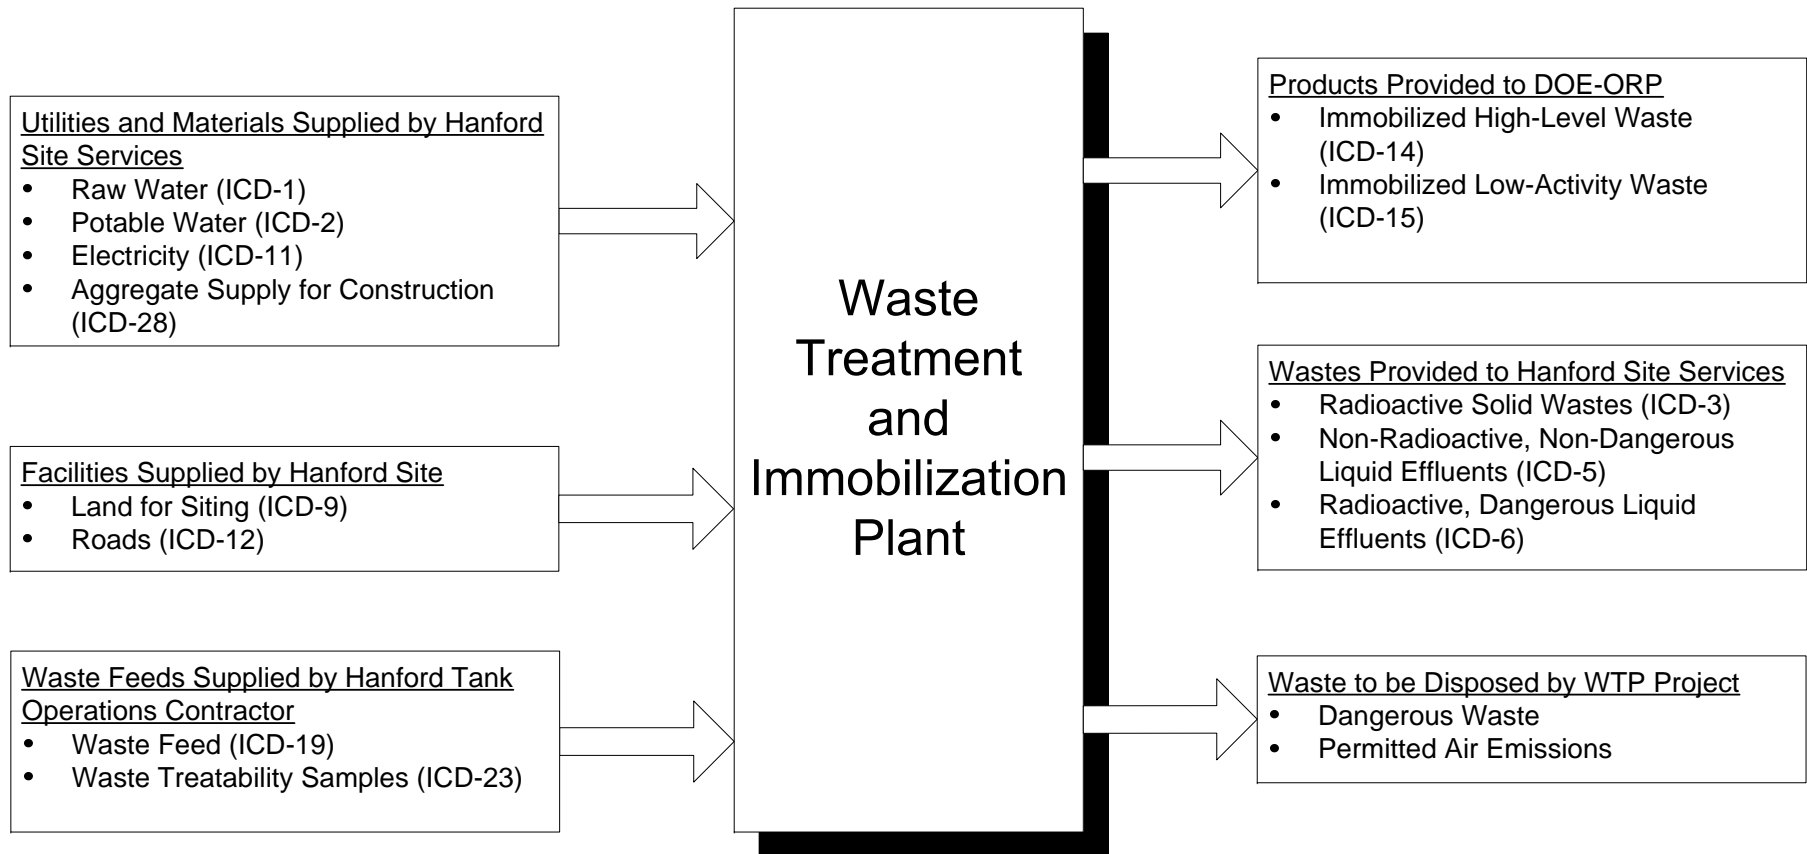 Utilities and Materials Supplied by Hanford
Site Services
• Raw Water (ICD-1)
• Potable Water (ICD-2)
• Electricity (ICD-11)
• Aggregate Supply for Construction
(ICD-28)
Facilities Supplied by Hanford Site
• Land for Siting (ICD-9)
• Roads (ICD-12)
Waste Feeds Supplied by Hanford Tank
Operations Contractor
• Waste Feed (ICD-19)
• Waste Treatability Samples (ICD-23)
Waste
Treatment
and
Immobilization
Plant
Products Provided to DOE-ORP
• Immobilized High-Level Waste
(ICD-14)
• Immobilized Low-Activity Waste
(ICD-15)
Wastes Provided to Hanford Site Services
• Radioactive Solid Wastes (ICD-3)
• Non-Radioactive, Non-Dangerous
Liquid Effluents (ICD-5)
• Radioactive, Dangerous Liquid
Effluents (ICD-6)
Waste to be Disposed by WTP Project
• Dangerous Waste
• Permitted Air Emissions